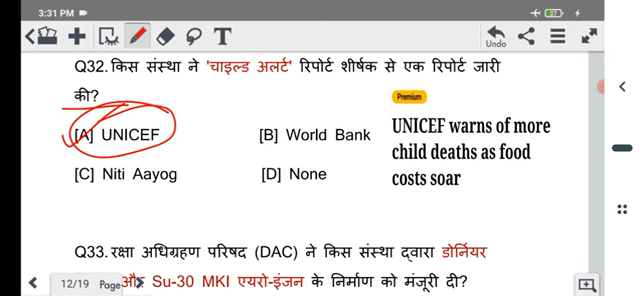 3:31 PM
37
Undo
Q32. किस संस्था ने 'चाइल्ड अलर्ट' रिपोर्ट शीर्षक से एक रिपोर्ट जारी
की?
[A] UNICEF
[B] World Bank
[C] Niti Aayog
[D] None
Premium
UNICEF warns of more
child deaths as food
costs soar
Q33. रक्षा अधिग्रहण परिषद (DAC) ने किस संस्था द्वारा डोर्नियर
12/19 Page
और Su-30 MKI एयरो-इंजन के निर्माण को मंजूरी दी?